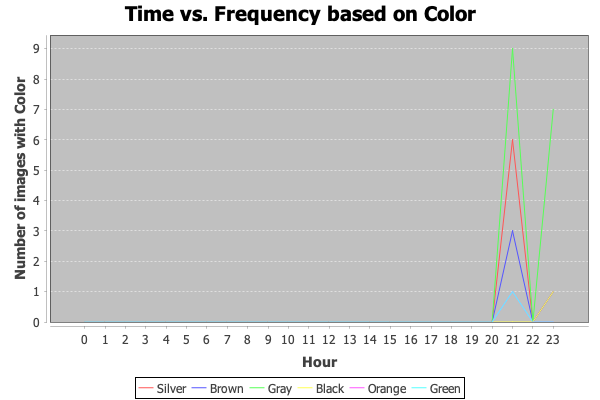 Time vs. Frequency based on Color
Number of images with Color
9
8
7
6
5
4
3
2
1
0
0 1 2 3 4 5 6 7 8 9 10 11 12 13 14 15 16 17 18 19 20 21 22 23
Hour
Silver Brown Gray Black Orange Green